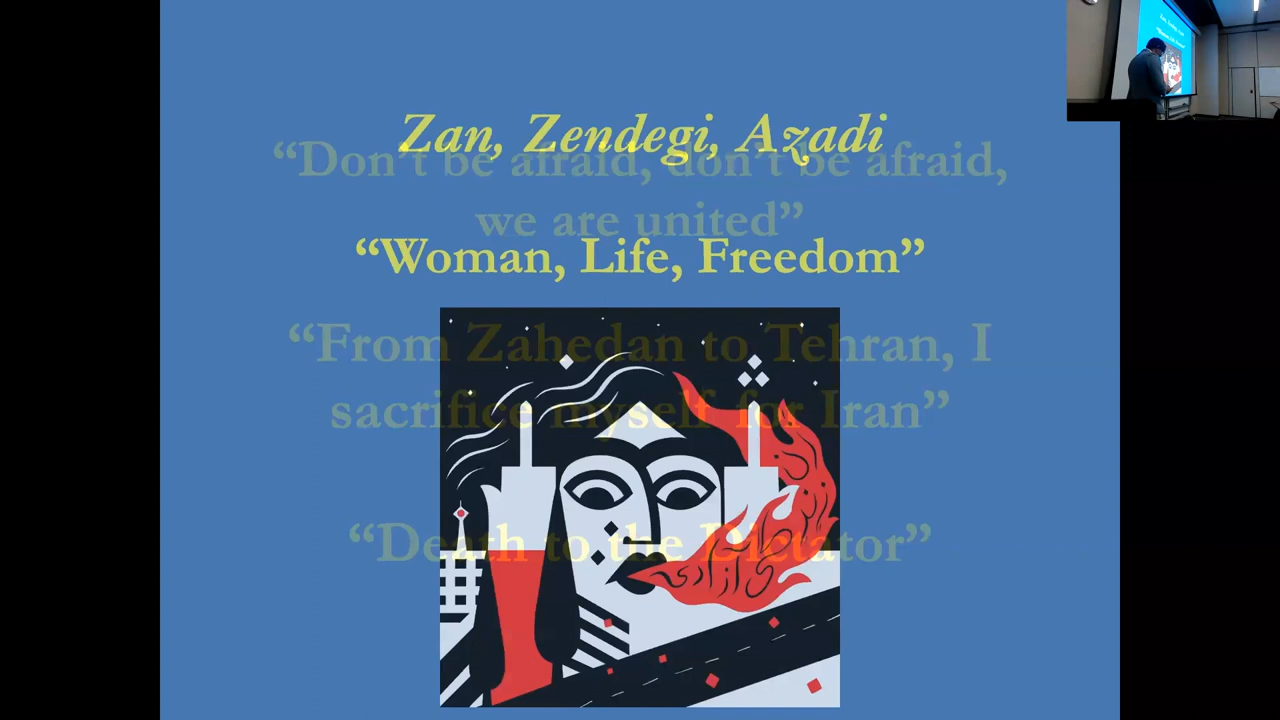 Zan, Zendegi, Azadi
“Don’t be afraid, don’t be afraid,
we are united”
“Woman, Life, Freedom”
“From Zahedan to Tehran, I
sacrifice myself for Iran”
“Death to the Dictator”